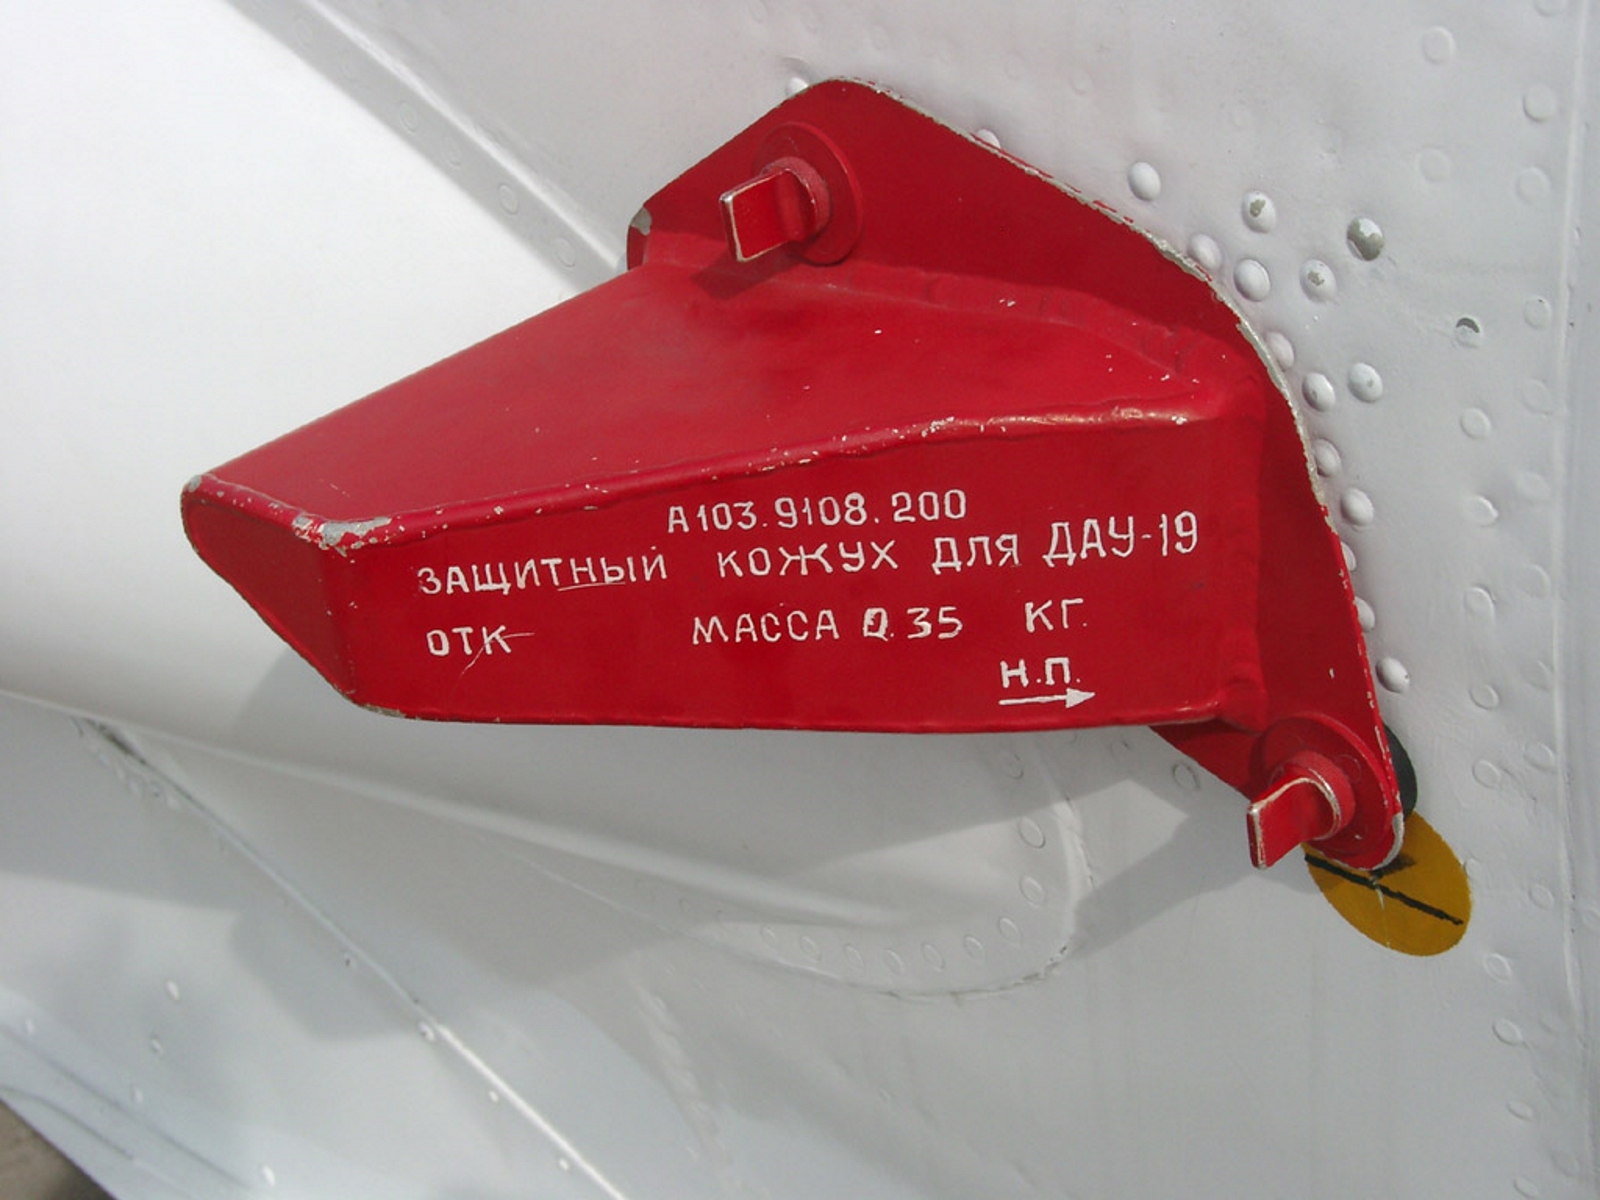 А103.9108.200
ЗАЩИТНЫЙ КОЖУХ ДЛЯ ДАУ-19
ОТК МАССА 0.35 КГ.
Н.П.